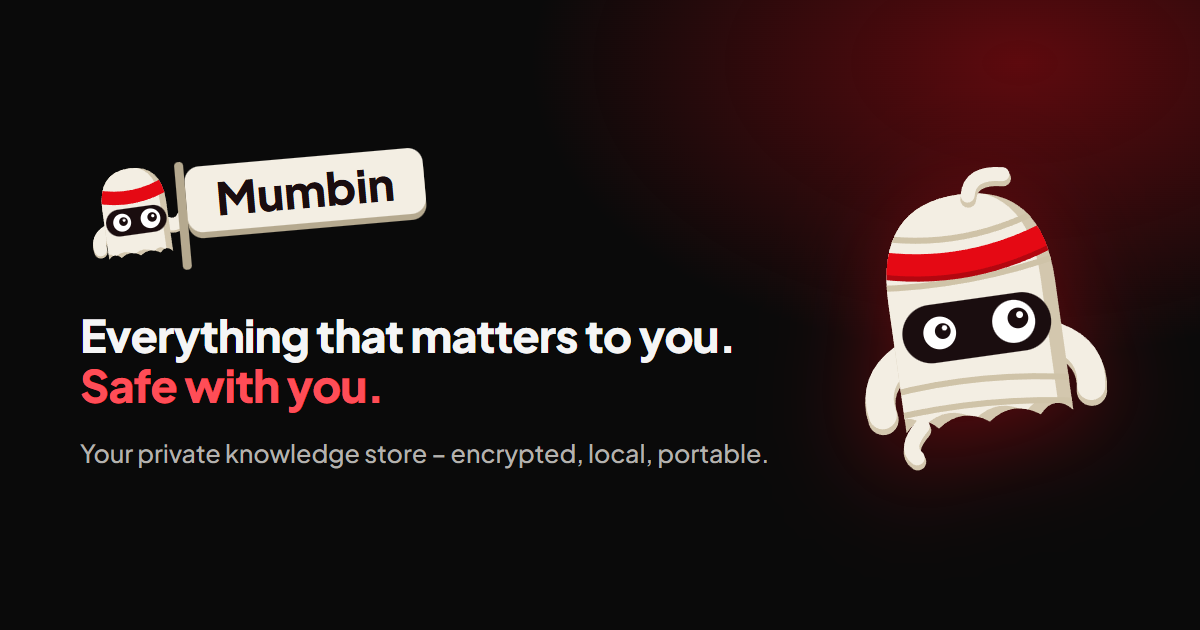 Mumbin
Everything that matters to you.
Safe with you.
Your private knowledge store – encrypted, local, portable.